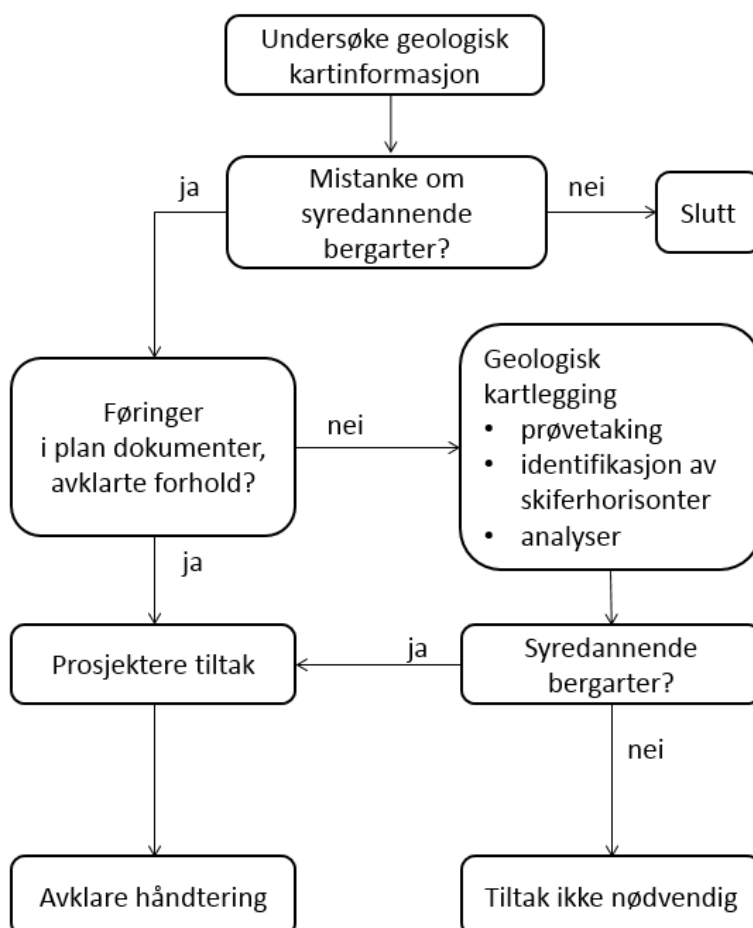 Undersøke geologisk
kartinformasjon
ja
Mistanke om
syredannende
bergarter?
nei
Slutt
Føringer
i plan dokumenter,
avklarte forhold?
nei
Geologisk
kartlegging
• prøvetaking
• identifikasjon av
skiferhorisonter
• analyser
ja
Prosjektere tiltak
ja
Syredannende
bergarter?
nei
Avklare håndtering
Tiltak ikke nødvendig